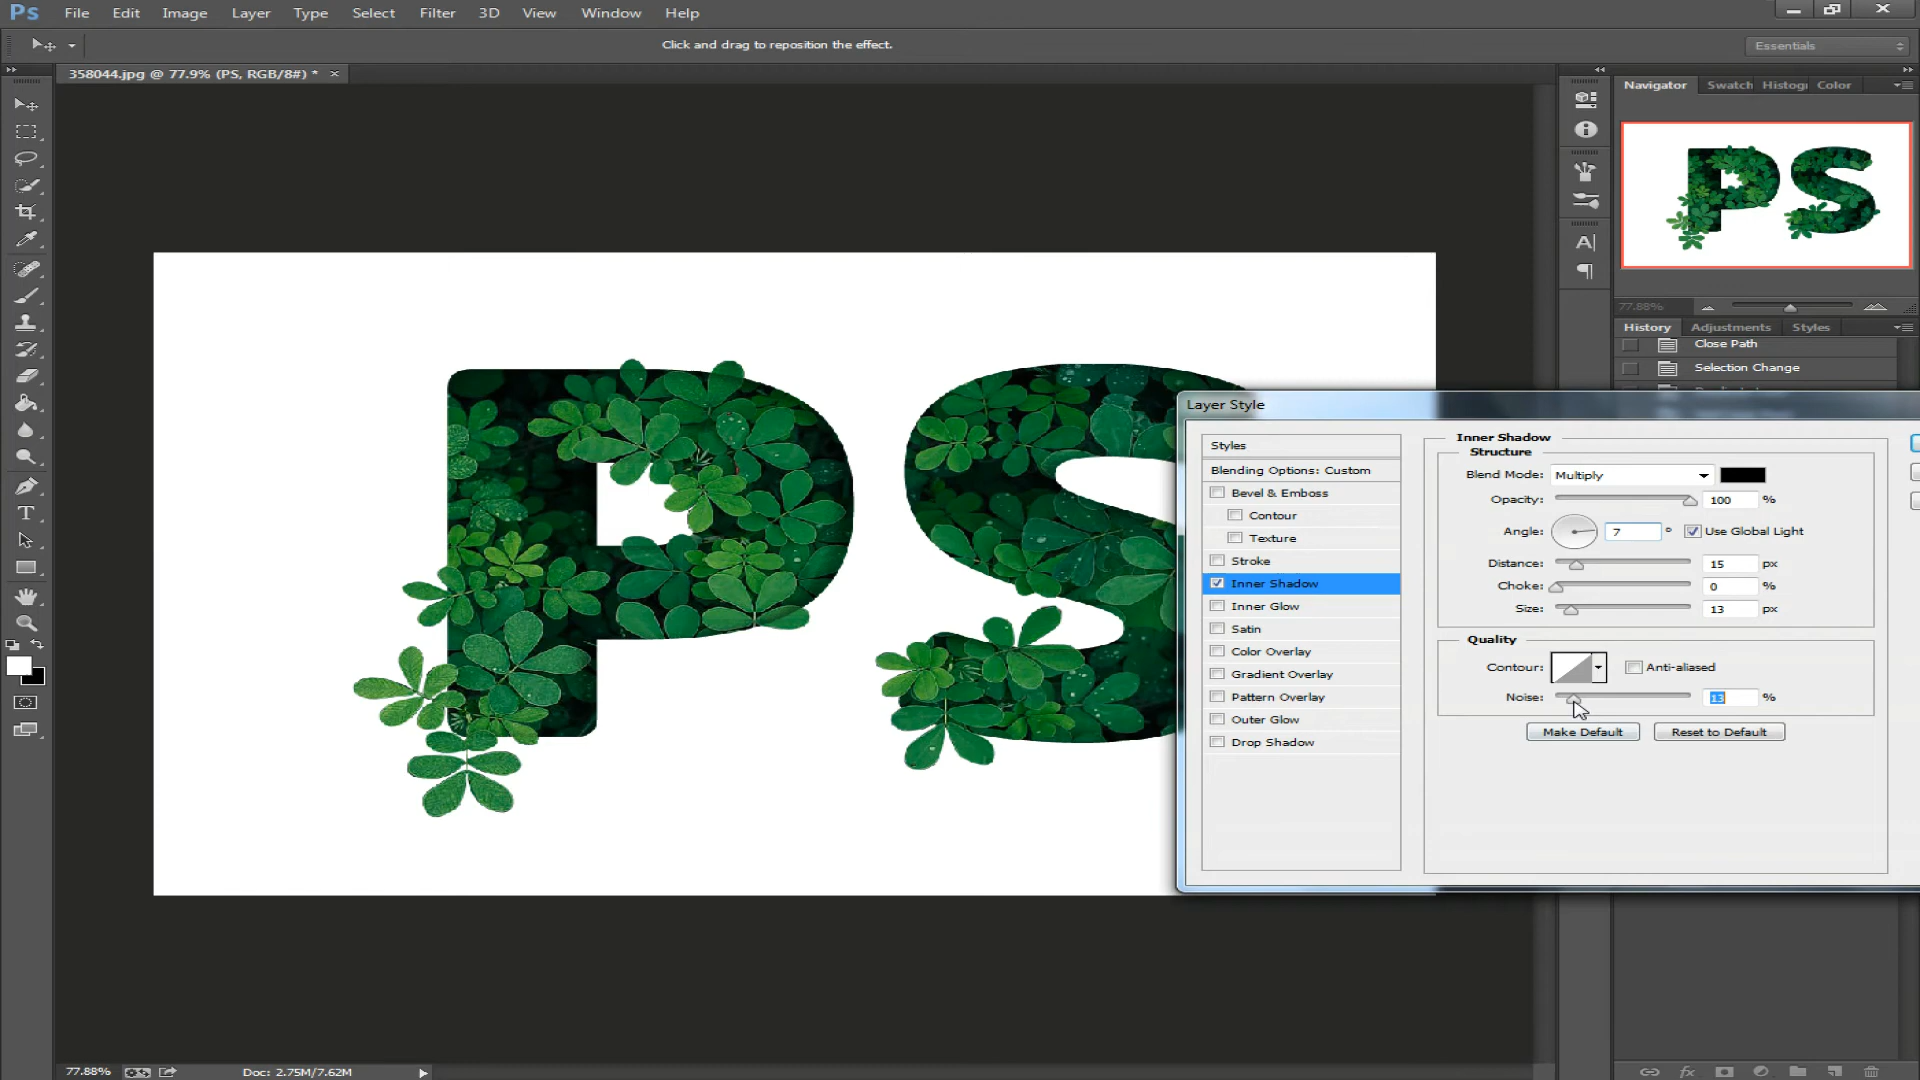 Ps File Edit Image Layer Type Select Filter 3D View Window Help
Click and drag to reposition the effect.
Essentials
358044.jpg @ 77.9% (PS, RGB/8#) * ×
Navigator Swatch Histogr Color
PS
77.88%
History Adjustments Styles
Close Path
Selection Change
PS
Layer Style
Styles
Blending Options: Custom
Bevel & Emboss
Contour
Texture
Stroke
Inner Shadow
Inner Glow
Satin
Color Overlay
Gradient Overlay
Pattern Overlay
Outer Glow
Drop Shadow
Inner Shadow
Structure
Blend Mode: Multiply
Opacity: 100 %
Angle: 7 ° Use Global Light
Distance: 15 px
Choke: 0 %
Size: 13 px
Quality
Contour: Anti-aliased
Noise: 13 %
Make Default Reset to Default
77.88% Doc: 2.75M/7.62M